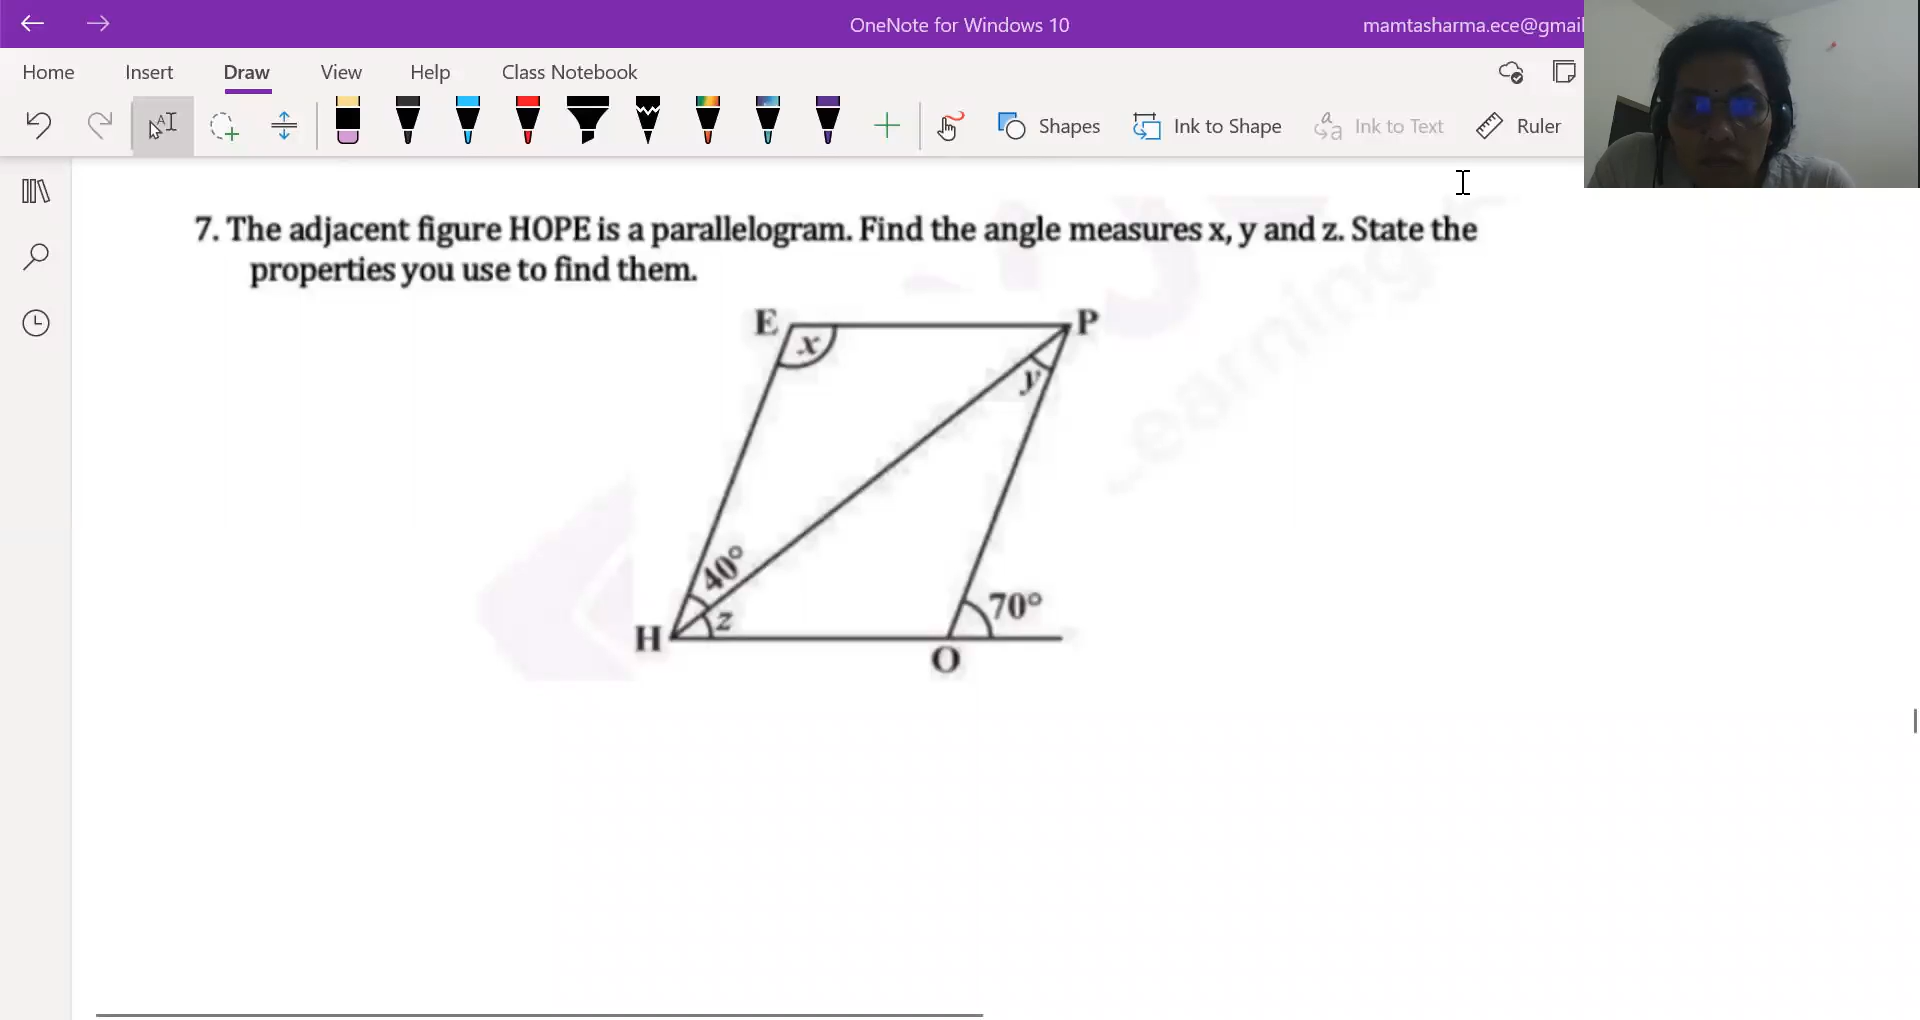 OneNote for Windows 10
mamtasharma.ece@gmail
Home Insert Draw View Help Class Notebook
Shapes Ink to Shape Ink to Text Ruler
7. The adjacent figure HOPE is a parallelogram. Find the angle measures x, y and z. State the
properties you use to find them.
E
P
x
y
40°
z
70°
H
O
earning